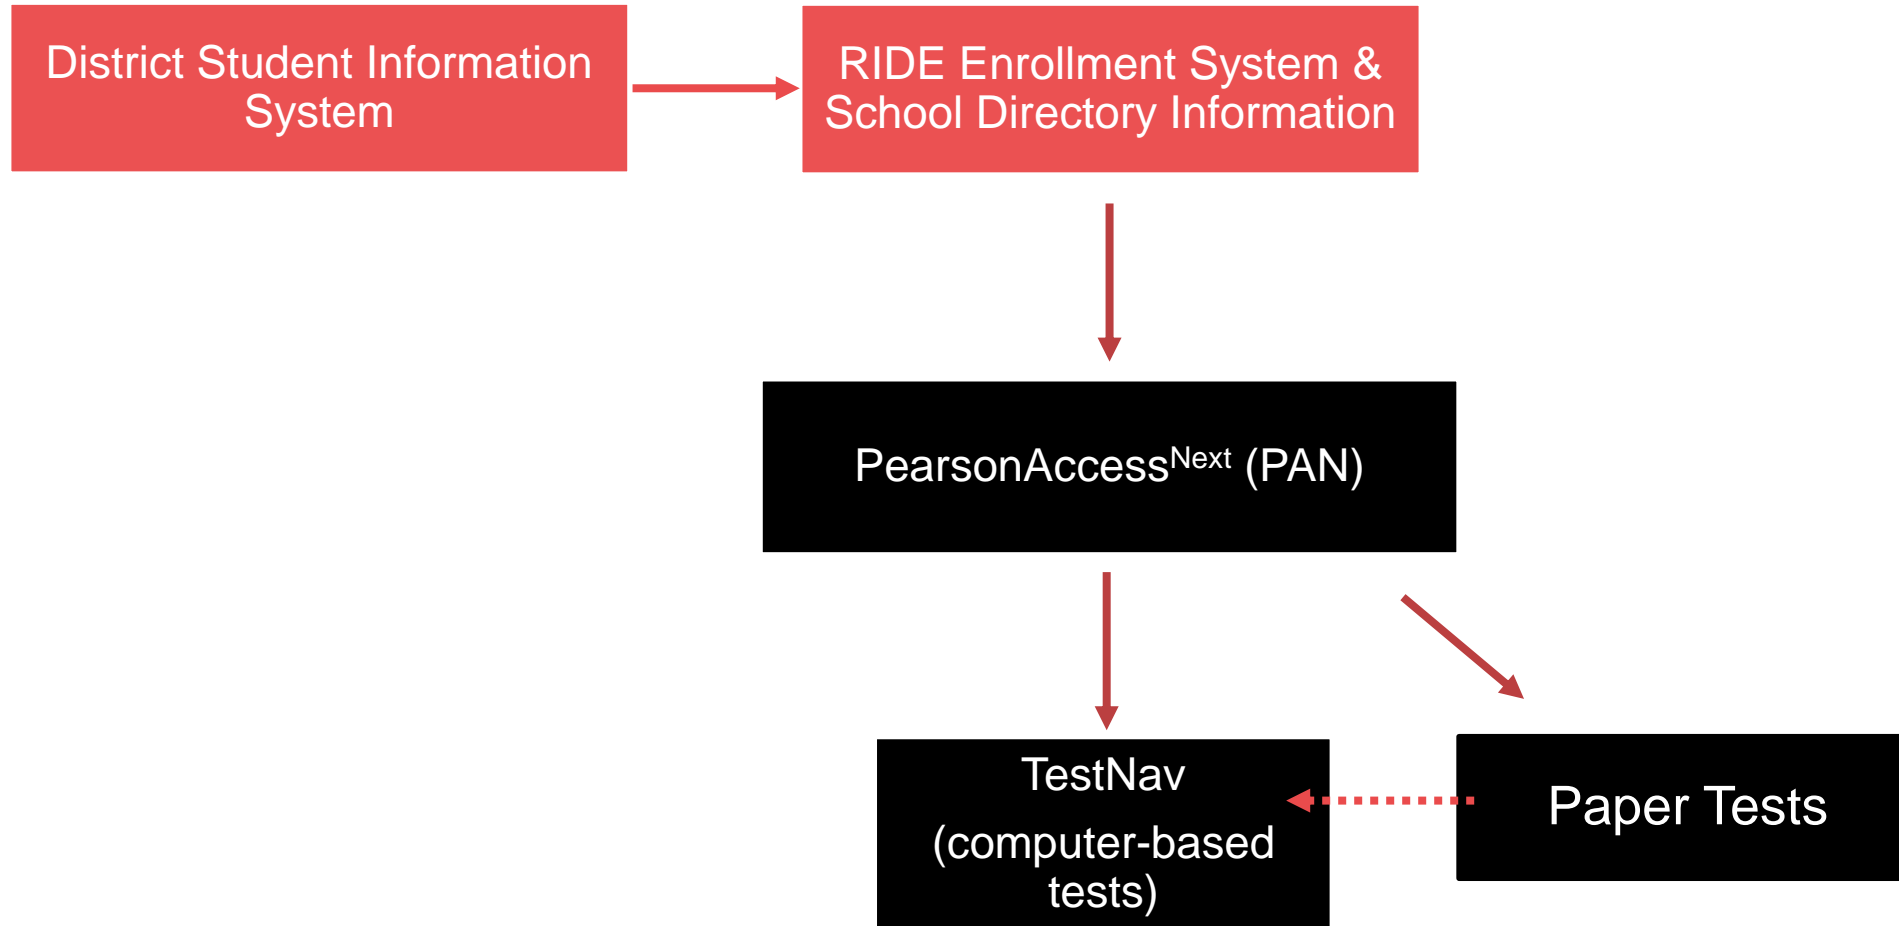 District Student Information
System
RIDE Enrollment System &
School Directory Information
PearsonAccessNext (PAN)
TestNav
(computer-based
tests)
Paper Tests